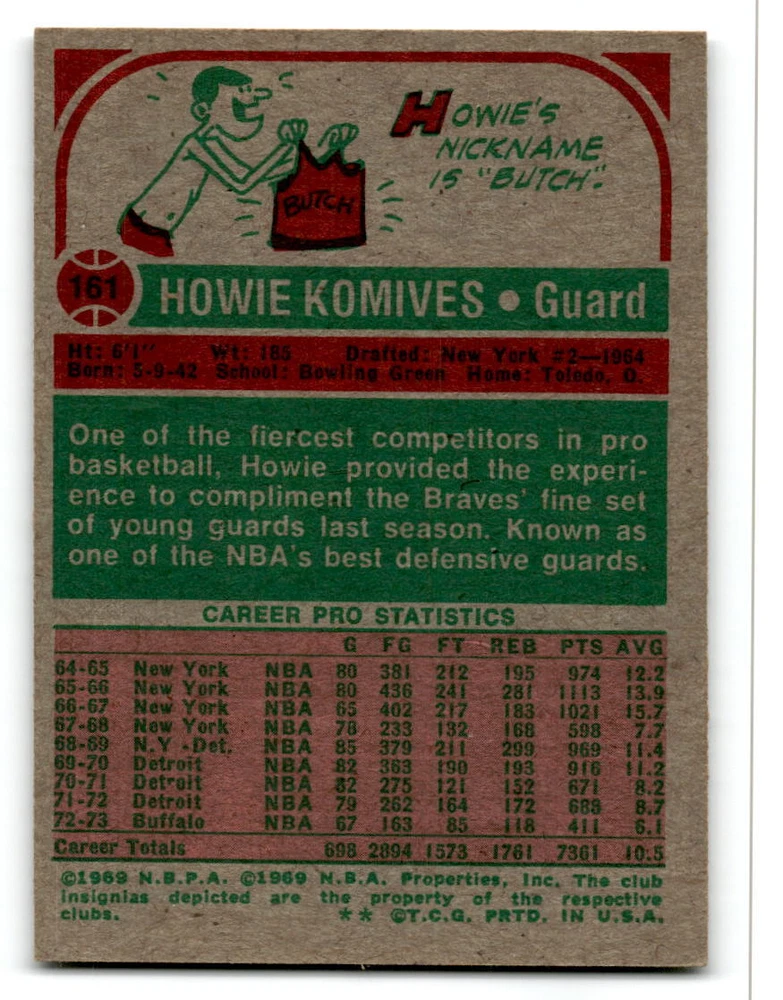 HOWIE'S
NICKNAME
IS "BUTCH".
BUTCH
161
HOWIE KOMIVES • Guard
Ht: 6'1" Wt: 185 Drafted: New York #2—1964
Born: 5-9-42 School: Bowling Green Home: Toledo, O.
One of the fiercest competitors in pro
basketball, Howie provided the experi-
ence to compliment the Braves' fine set
of young guards last season. Known as
one of the NBA's best defensive guards.
CAREER PRO STATISTICS
G FG FT REB PTS AVG
64-65 New York NBA 80 381 212 195 974 12.2
65-66 New York NBA 80 436 241 281 1113 13.9
66-67 New York NBA 65 402 217 183 1021 15.7
67-68 New York NBA 78 233 132 168 598 7.7
68-69 N.Y.-Det. NBA 85 379 211 299 969 11.4
69-70 Detroit NBA 82 363 190 193 916 11.2
70-71 Detroit NBA 82 275 121 152 671 8.2
71-72 Detroit NBA 79 262 164 172 688 8.7
72-73 Buffalo NBA 67 163 85 118 411 6.1
Career Totals 698 2894 1573 1761 7361 10.5
©1969 N.B.P.A. ©1969 N.B.A. Properties, Inc. The club
insignias depicted are the property of the respective
clubs. ** ©T.C.G. PRTD. IN U.S.A.